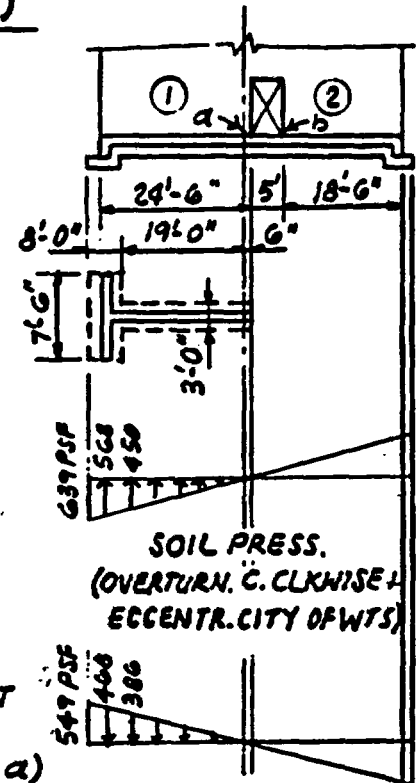 )
① ②
a b
24'-6" 5' 18'-6"
8'-0" 19'-0" 6"
7'-6"
3'-0"
639 PSF
568
450
SOIL PRESS.
(OVERTURN. C. CLKWISE +
ECCENTR.CITY OF WTS)
T
549 PSF
468
386
a)